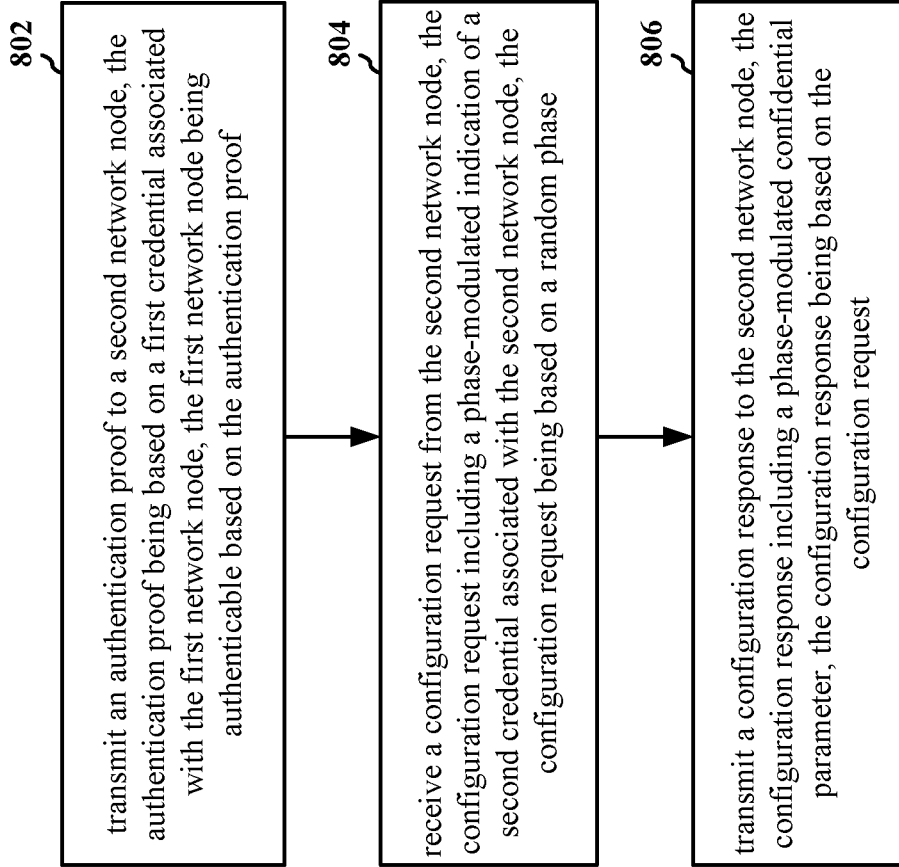 802
transmit an authentication proof to a second network node, the
authentication proof being based on a first credential associated
with the first network node, the first network node being
authenticable based on the authentication proof
804
receive a configuration request from the second network node, the
configuration request including a phase-modulated indication of a
second credential associated with the second network node, the
configuration request being based on a random phase
806
transmit a configuration response to the second network node, the
configuration response including a phase-modulated confidential
parameter, the configuration response being based on the
configuration request